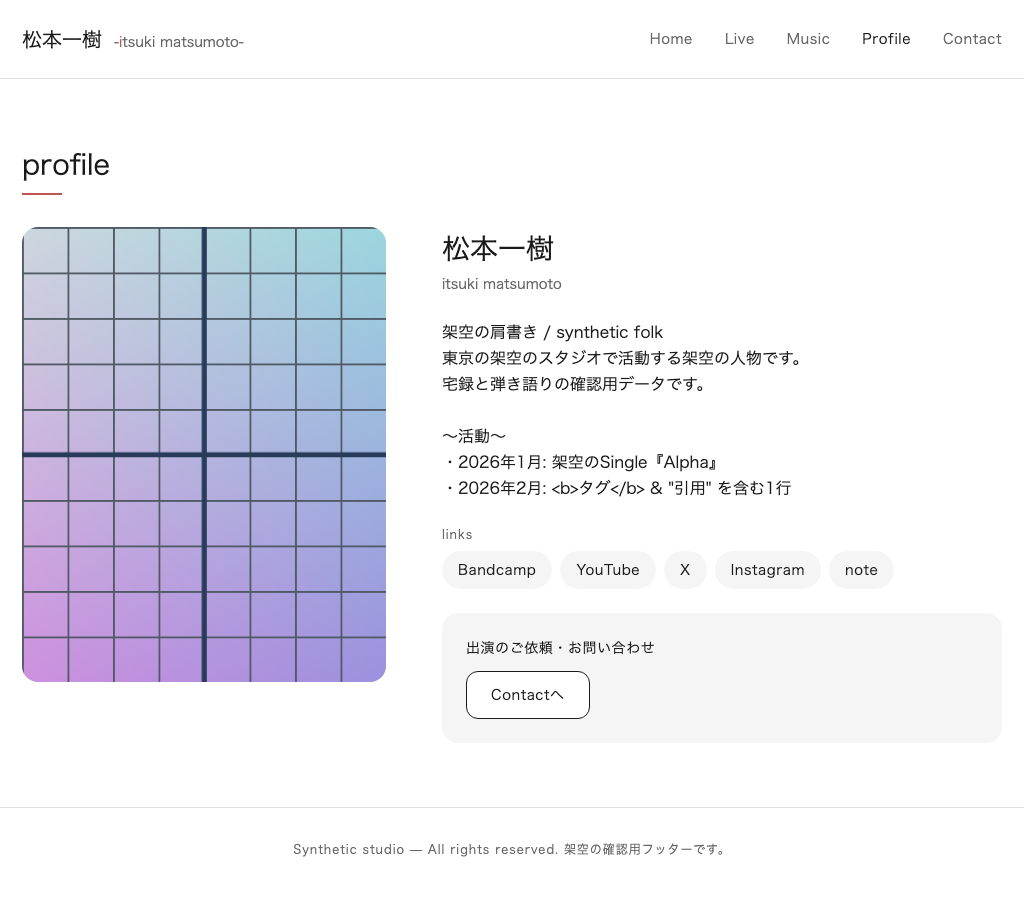 松本一樹 -itsuki matsumoto-
Home Live Music Profile Contact
profile
松本一樹
itsuki matsumoto
架空の肩書き / synthetic folk
東京の架空のスタジオで活動する架空の人物です。
宅録と弾き語りの確認用データです。
〜活動〜
・2026年1月: 架空のSingle『Alpha』
・2026年2月: <b>タグ</b> & "引用" を含む1行
links
Bandcamp YouTube X Instagram note
出演のご依頼・お問い合わせ
Contactへ
Synthetic studio — All rights reserved. 架空の確認用フッターです。